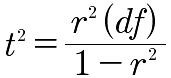 t² = r²(df) / 1 − r²